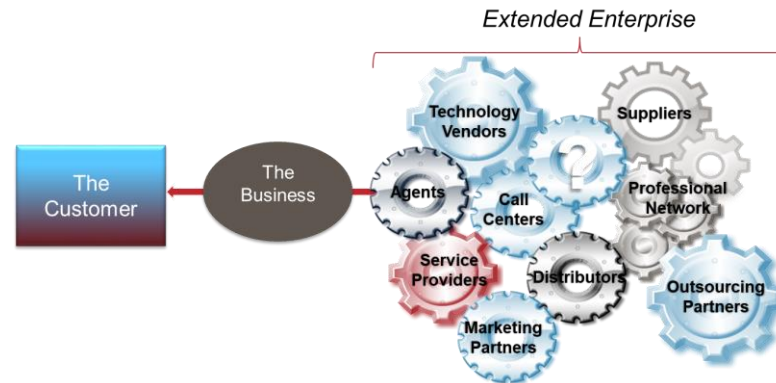 Extended Enterprise
Technology
Vendors
Suppliers
?
The
Customer
The
Business
Agents
Call
Centers
Professional
Network
Service
Providers
Distributors
Outsourcing
Partners
Marketing
Partners